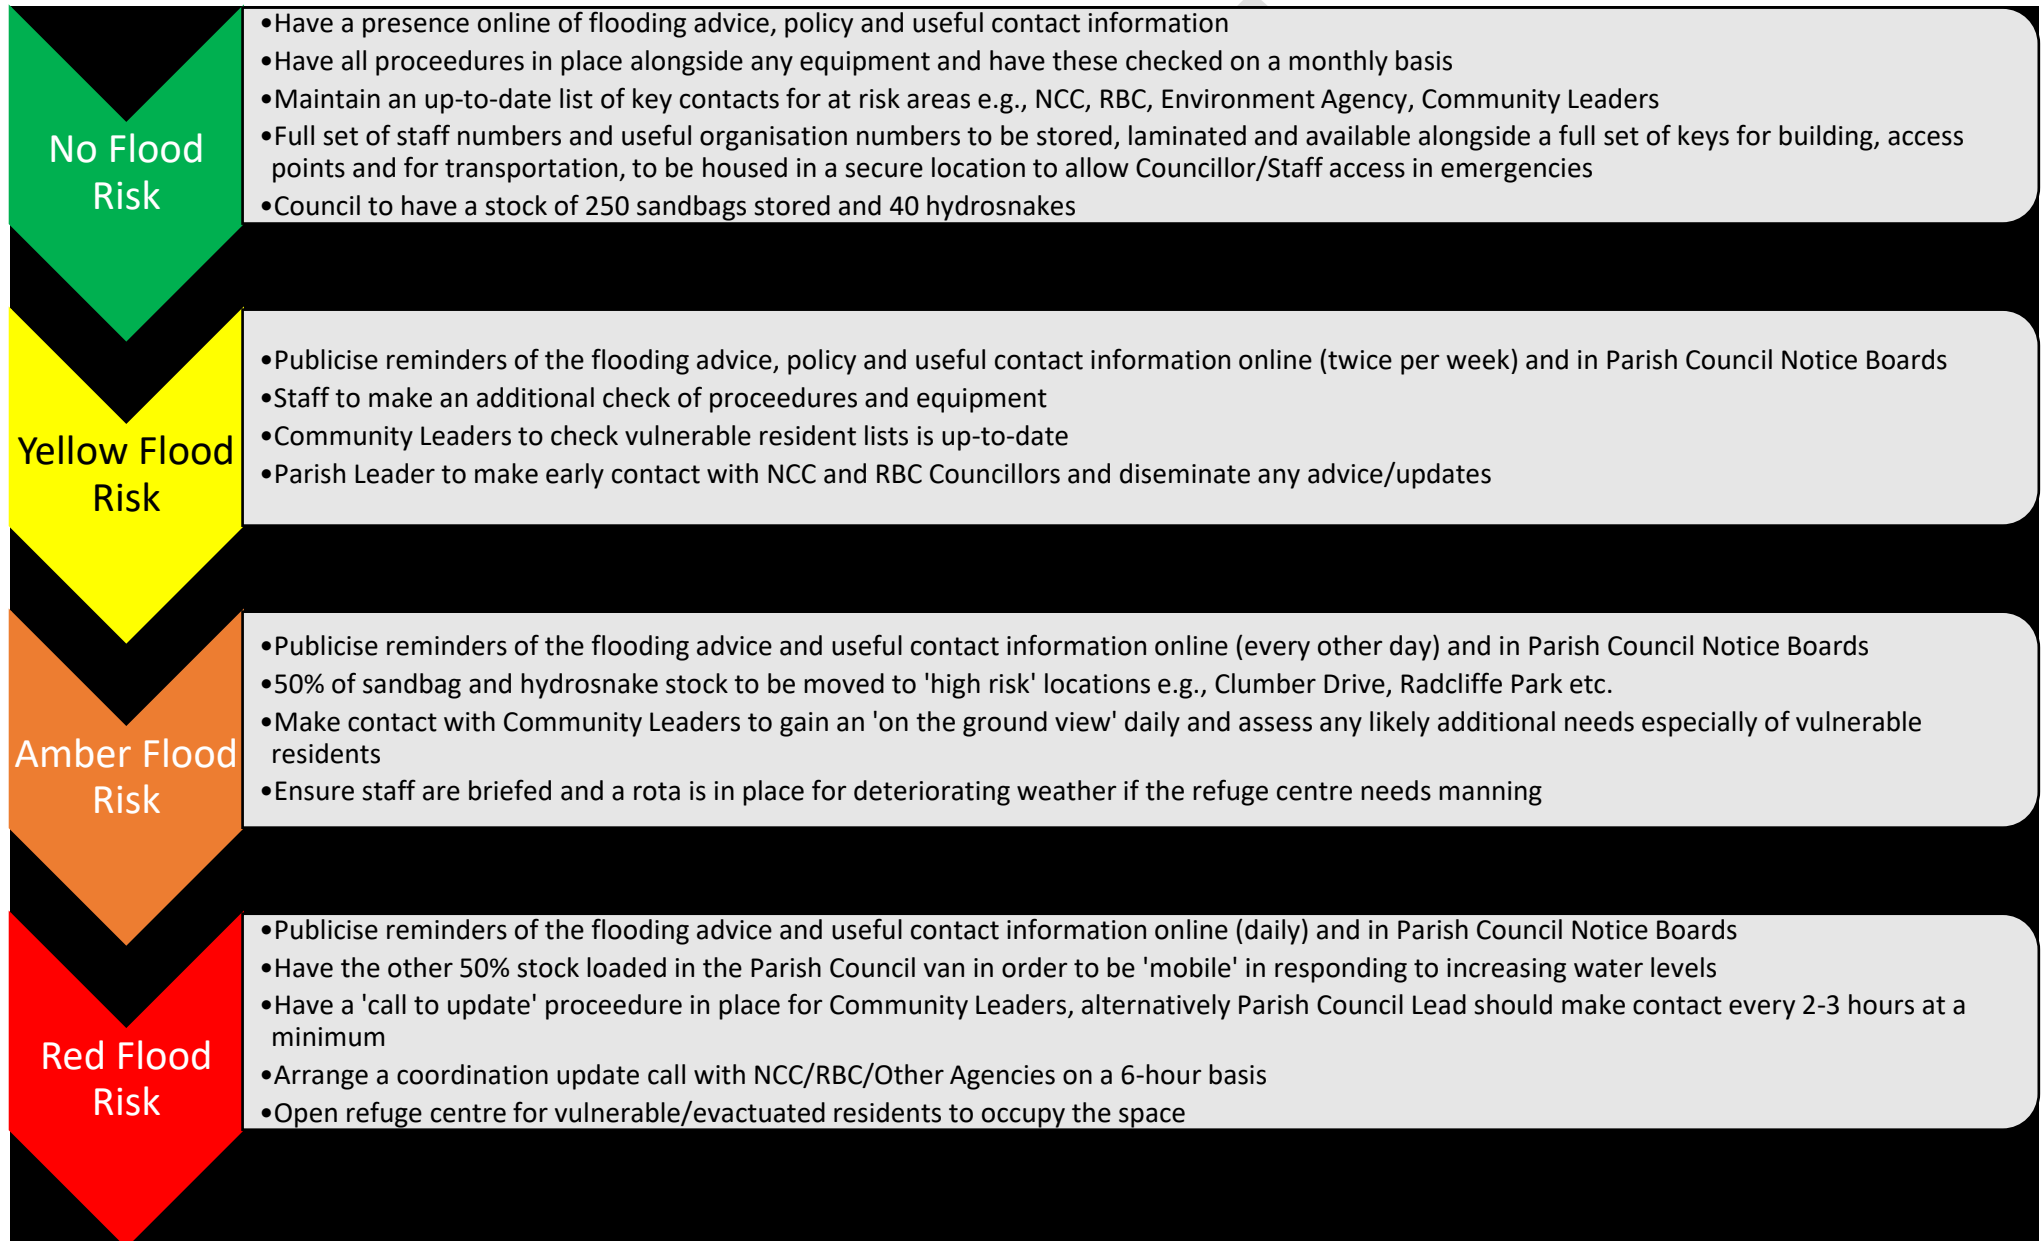 No Flood
Risk
•Have a presence online of flooding advice, policy and useful contact information
•Have all proceedures in place alongside any equipment and have these checked on a monthly basis
•Maintain an up-to-date list of key contacts for at risk areas e.g., NCC, RBC, Environment Agency, Community Leaders
•Full set of staff numbers and useful organisation numbers to be stored, laminated and available alongside a full set of keys for building, access
points and for transportation, to be housed in a secure location to allow Councillor/Staff access in emergencies
•Council to have a stock of 250 sandbags stored and 40 hydrosnakes
Yellow Flood
Risk
•Publicise reminders of the flooding advice, policy and useful contact information online (twice per week) and in Parish Council Notice Boards
•Staff to make an additional check of proceedures and equipment
•Community Leaders to check vulnerable resident lists is up-to-date
•Parish Leader to make early contact with NCC and RBC Councillors and diseminate any advice/updates
Amber Flood
Risk
•Publicise reminders of the flooding advice and useful contact information online (every other day) and in Parish Council Notice Boards
•50% of sandbag and hydrosnake stock to be moved to 'high risk' locations e.g., Clumber Drive, Radcliffe Park etc.
•Make contact with Community Leaders to gain an 'on the ground view' daily and assess any likely additional needs especially of vulnerable
residents
•Ensure staff are briefed and a rota is in place for deteriorating weather if the refuge centre needs manning
Red Flood
Risk
•Publicise reminders of the flooding advice and useful contact information online (daily) and in Parish Council Notice Boards
•Have the other 50% stock loaded in the Parish Council van in order to be 'mobile' in responding to increasing water levels
•Have a 'call to update' proceedure in place for Community Leaders, alternatively Parish Council Lead should make contact every 2-3 hours at a
minimum
•Arrange a coordination update call with NCC/RBC/Other Agencies on a 6-hour basis
•Open refuge centre for vulnerable/evactuated residents to occupy the space